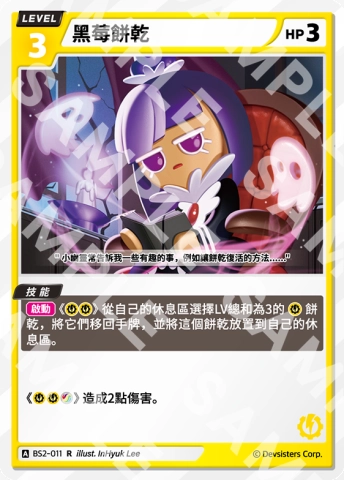 LEVEL
3
黑莓餅乾
HP 3
"小幽靈常告訴我一些有趣的事，例如讓餅乾復活的方法......"
技能
啟動《》從自己的休息區選擇LV總和為3的餅
乾，將它們移回手牌，並將這個餅乾放置到自己的休
息區。
《》造成2點傷害。
A BS2-011 R illust. InHyuk Lee
© Devsisters Corp.
SAMPLE